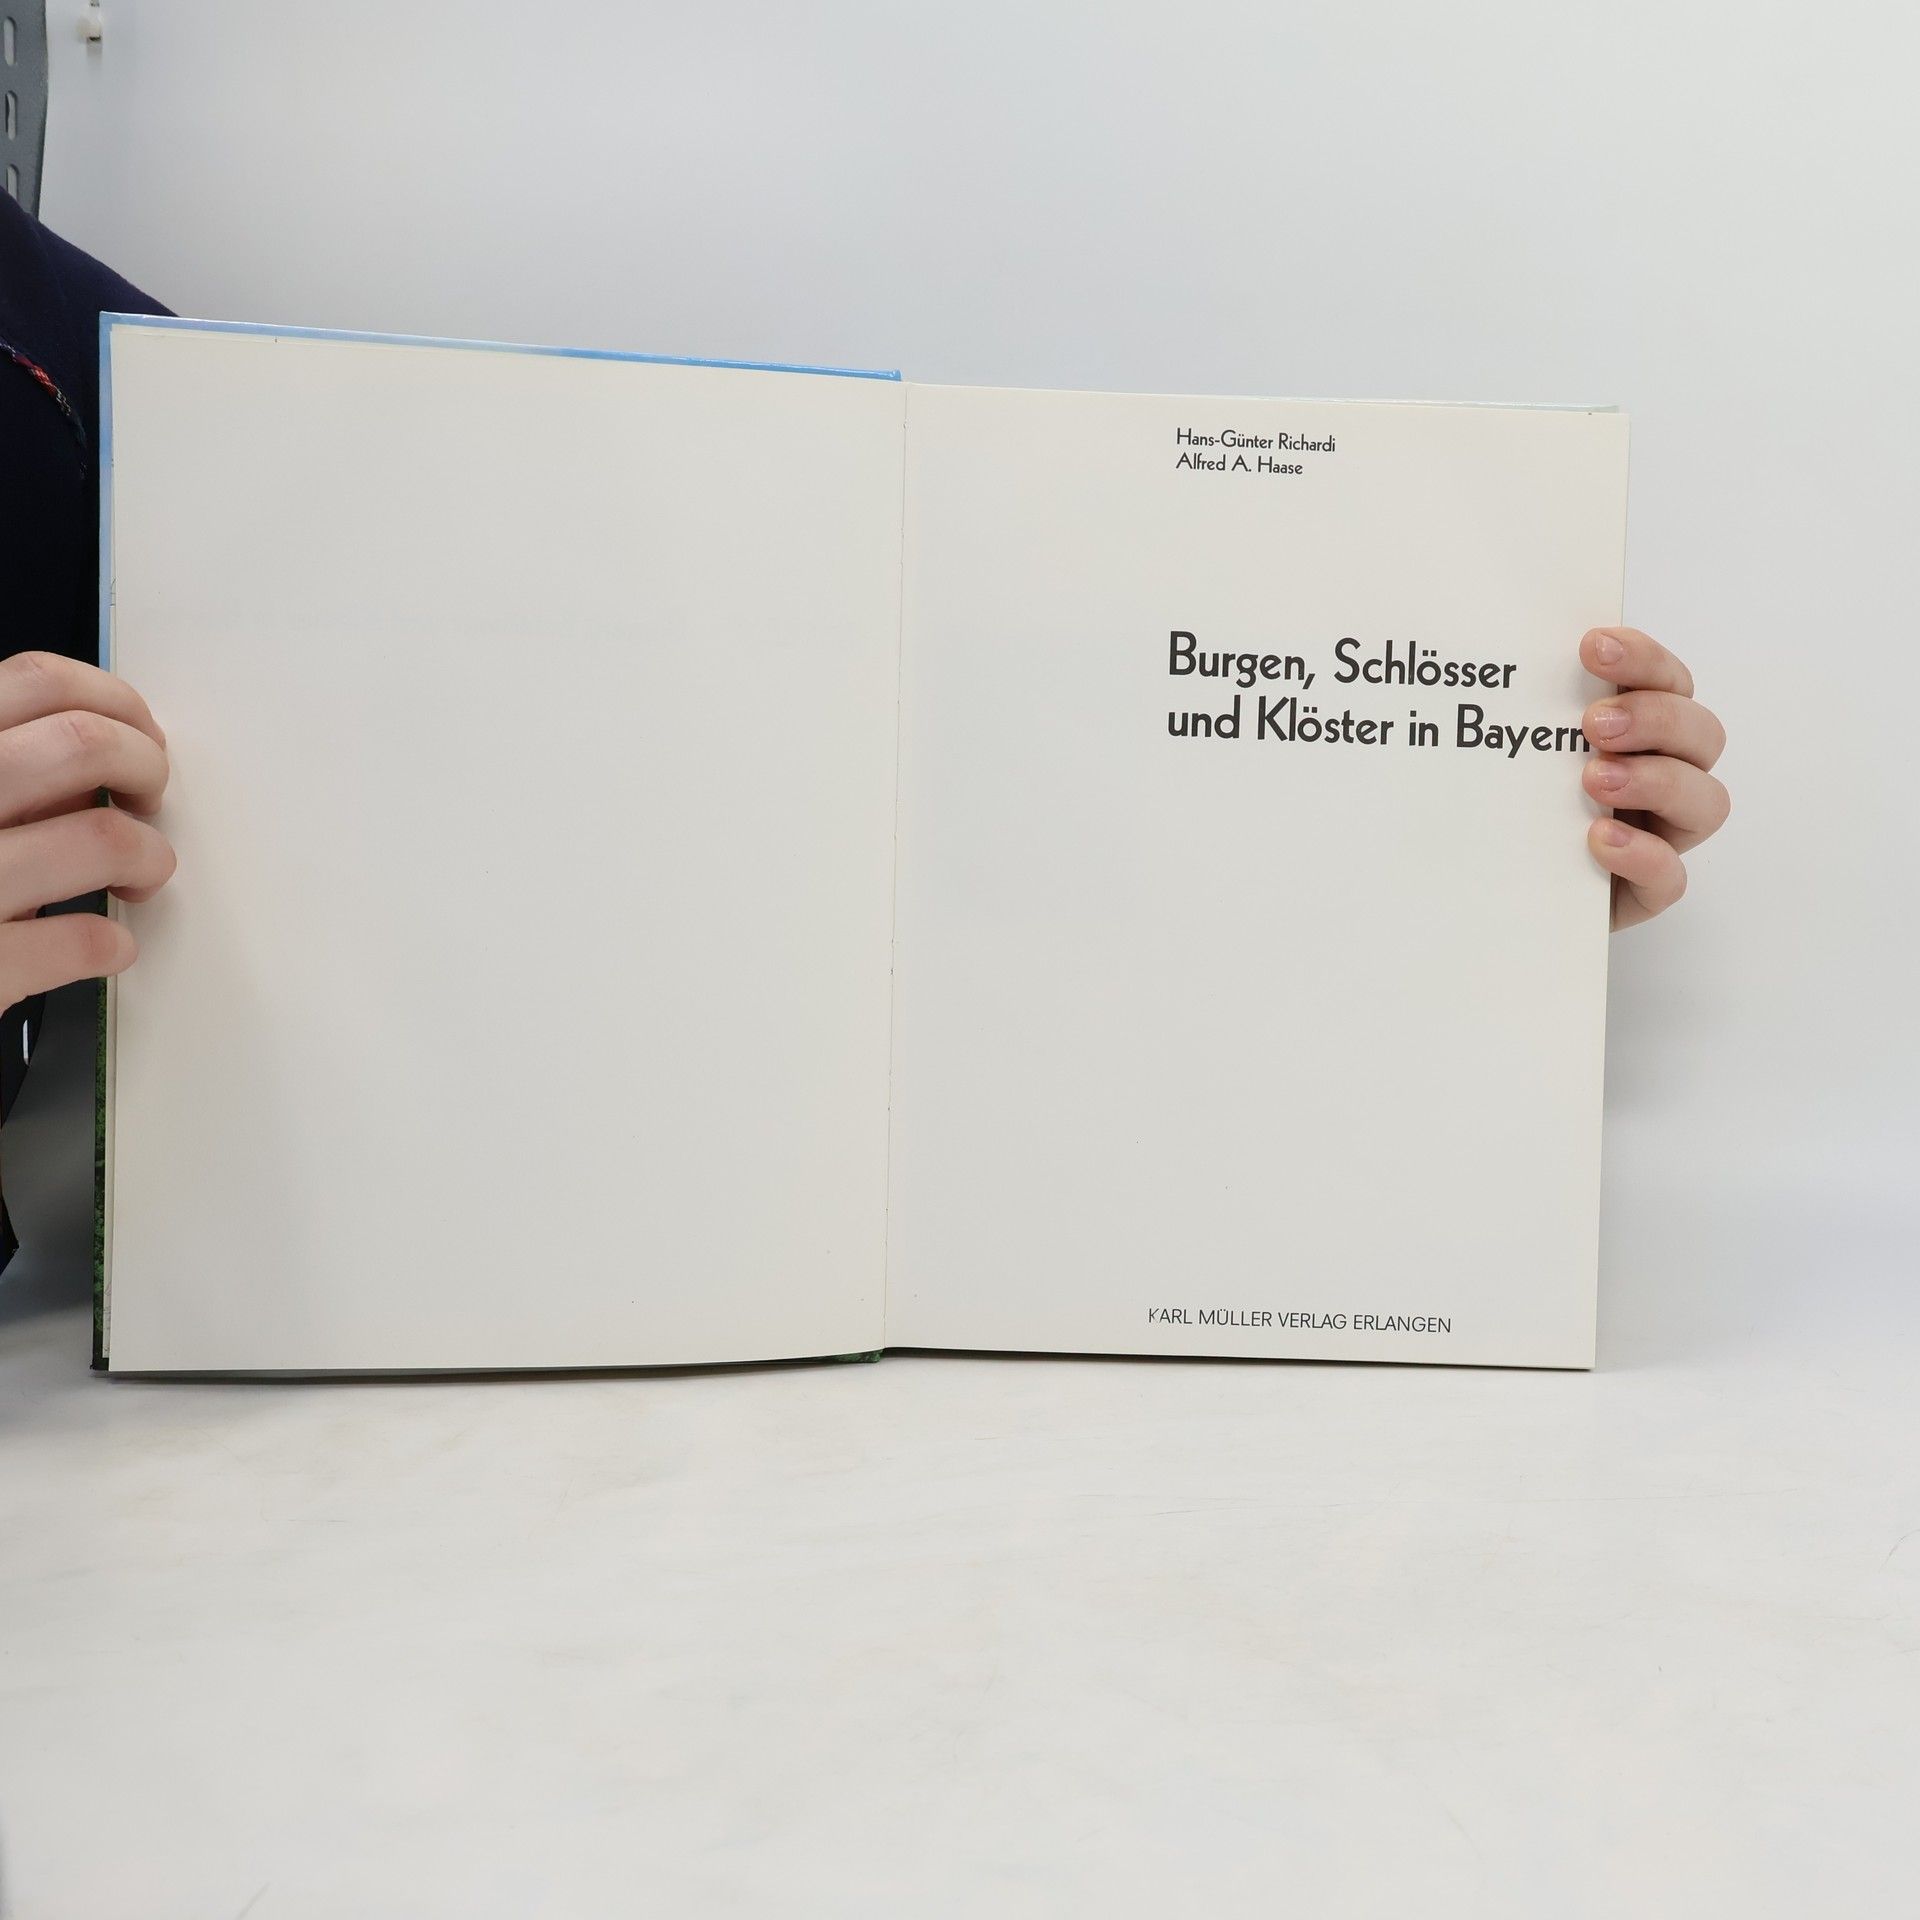 Hans-Günter Richardi
Alfred A. Haase
Burgen, Schlösser
und Klöster in Bayern
KARL MÜLLER VERLAG ERLANGEN